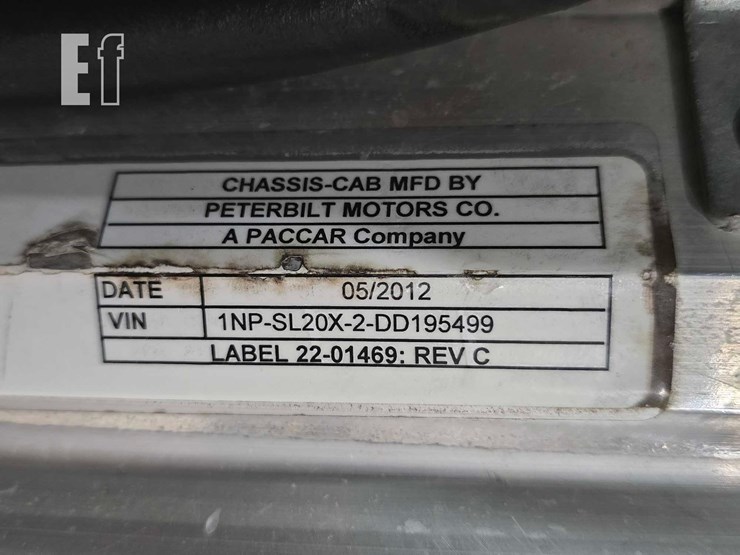 Ef
CHASSIS-CAB MFD BY
PETERBILT MOTORS CO.
A PACCAR Company
DATE 05/2012
VIN 1NP-SL20X-2-DD195499
LABEL 22-01469: REV C